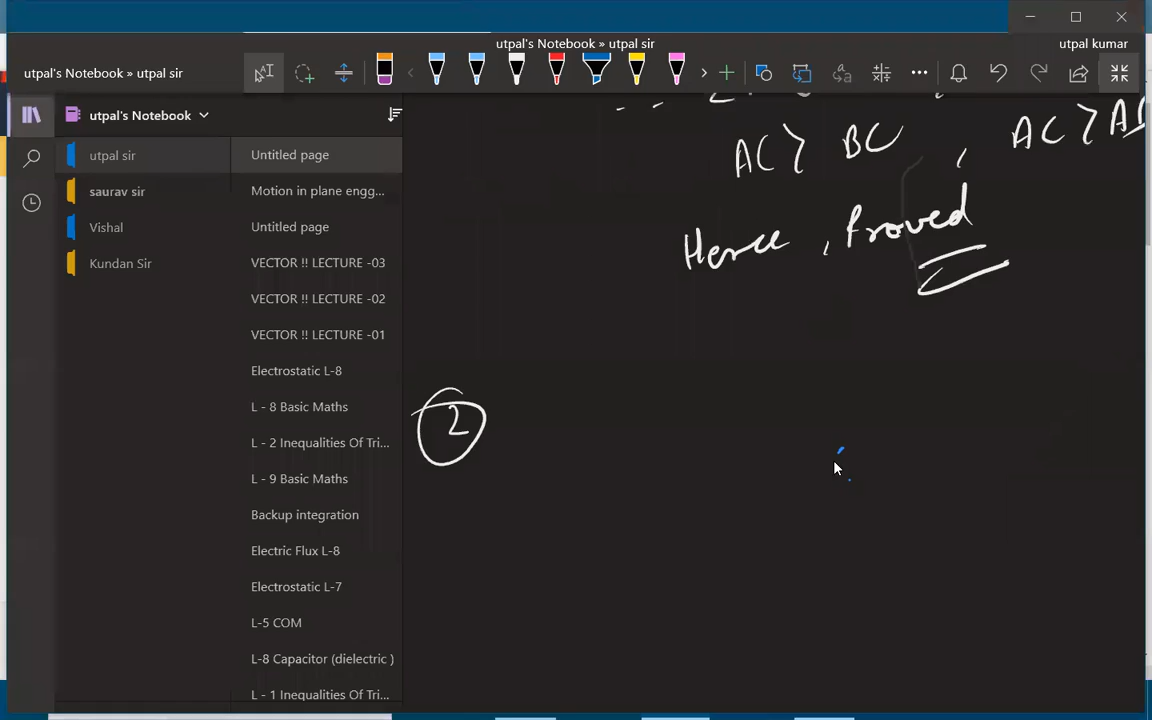 utpal's Notebook » utpal sir
utpal kumar
utpal's Notebook » utpal sir
utpal's Notebook
utpal sir
saurav sir
Vishal
Kundan Sir
Untitled page
Motion in plane engg...
Untitled page
VECTOR !! LECTURE -03
VECTOR !! LECTURE -02
VECTOR !! LECTURE -01
Electrostatic L-8
L - 8 Basic Maths
L - 2 Inequalities Of Tri...
L - 9 Basic Maths
Backup integration
Electric Flux L-8
Electrostatic L-7
L-5 COM
L-8 Capacitor (dielectric )
L - 1 Inequalities Of Tri...
AC > BC , AC >
Hence , Proved
2